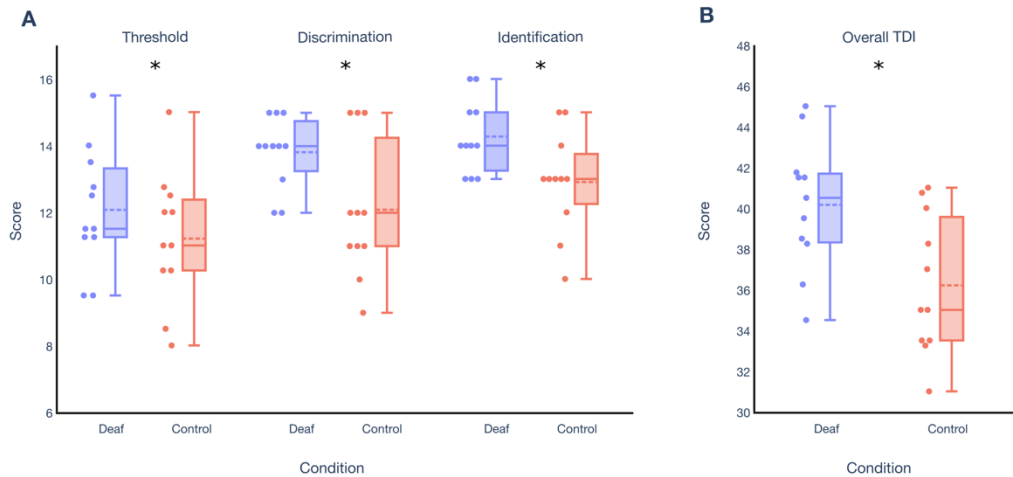 A
Threshold Discrimination Identification
* * *
16
14
12
10
8
6
Score
Deaf Control Deaf Control Deaf Control
Condition
B
Overall TDI
*
48
46
44
42
40
38
36
34
32
30
Score
Deaf Control
Condition